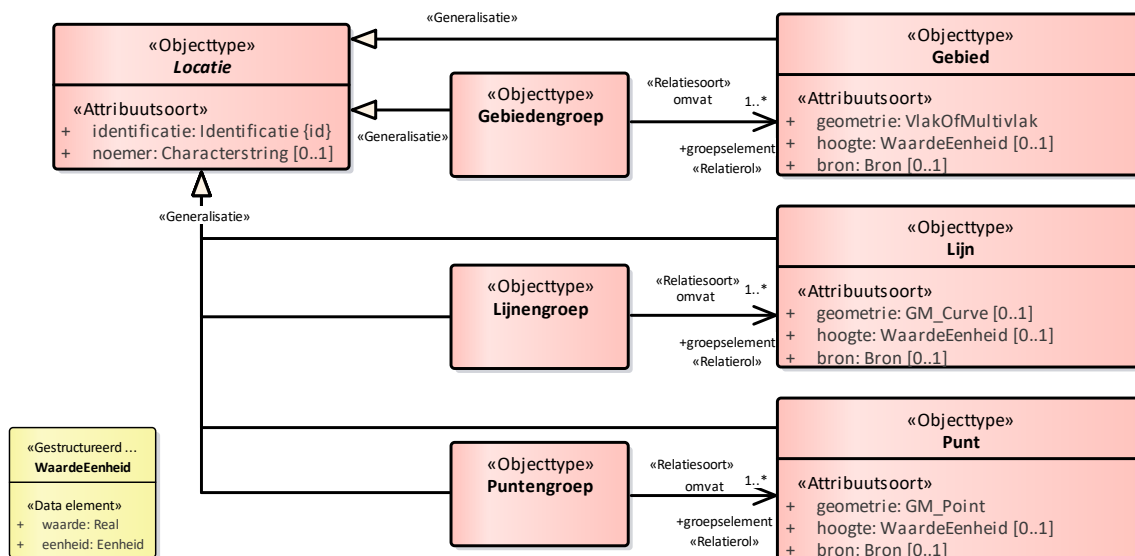 «Generalisatie»
«Objecttype»
Locatie
«Attribuutsoort»
+ identificatie: Identificatie {id}
+ noemer: Characterstring [0..1]
«Generalisatie»
«Generalisatie»
«Objecttype»
Gebiedengroep
«Relatiesoort»
omvat
1..*
+groepselement
«Relatierol»
«Objecttype»
Gebied
«Attribuutsoort»
+ geometrie: VlakOfMultivlak
+ hoogte: WaardeEenheid [0..1]
+ bron: Bron [0..1]
«Objecttype»
Lijnengroep
«Relatiesoort»
omvat
1..*
+groepselement
«Relatierol»
«Objecttype»
Lijn
«Attribuutsoort»
+ geometrie: GM_Curve [0..1]
+ hoogte: WaardeEenheid [0..1]
+ bron: Bron [0..1]
«Objecttype»
Puntengroep
«Relatiesoort»
omvat
1..*
+groepselement
«Relatierol»
«Objecttype»
Punt
«Attribuutsoort»
+ geometrie: GM_Point
+ hoogte: WaardeEenheid [0..1]
+ bron: Bron [0..1]
«Gestructureerd ...
WaardeEenheid
«Data element»
+ waarde: Real
+ eenheid: Eenheid